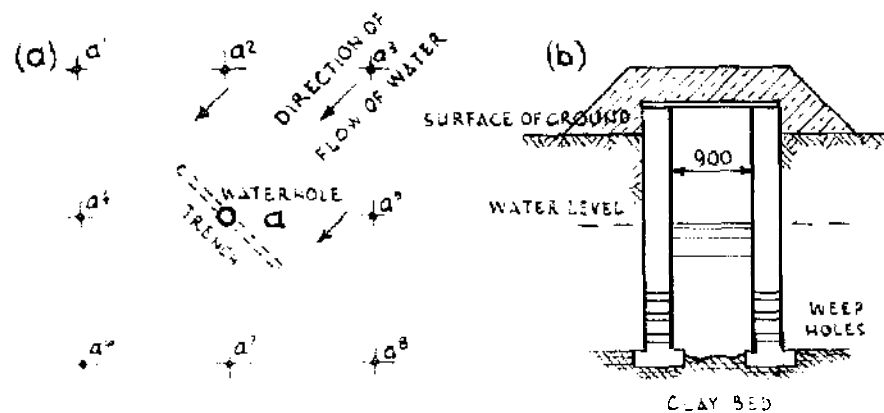 (a)
a1
a2
a3
DIRECTION OF
FLOW OF WATER
WATERHOLE
a
TRENCH
a4
a5
a6
a7
a8
(b)
SURFACE OF GROUND
900
WATER LEVEL
WEEP
HOLES
CLAY BED